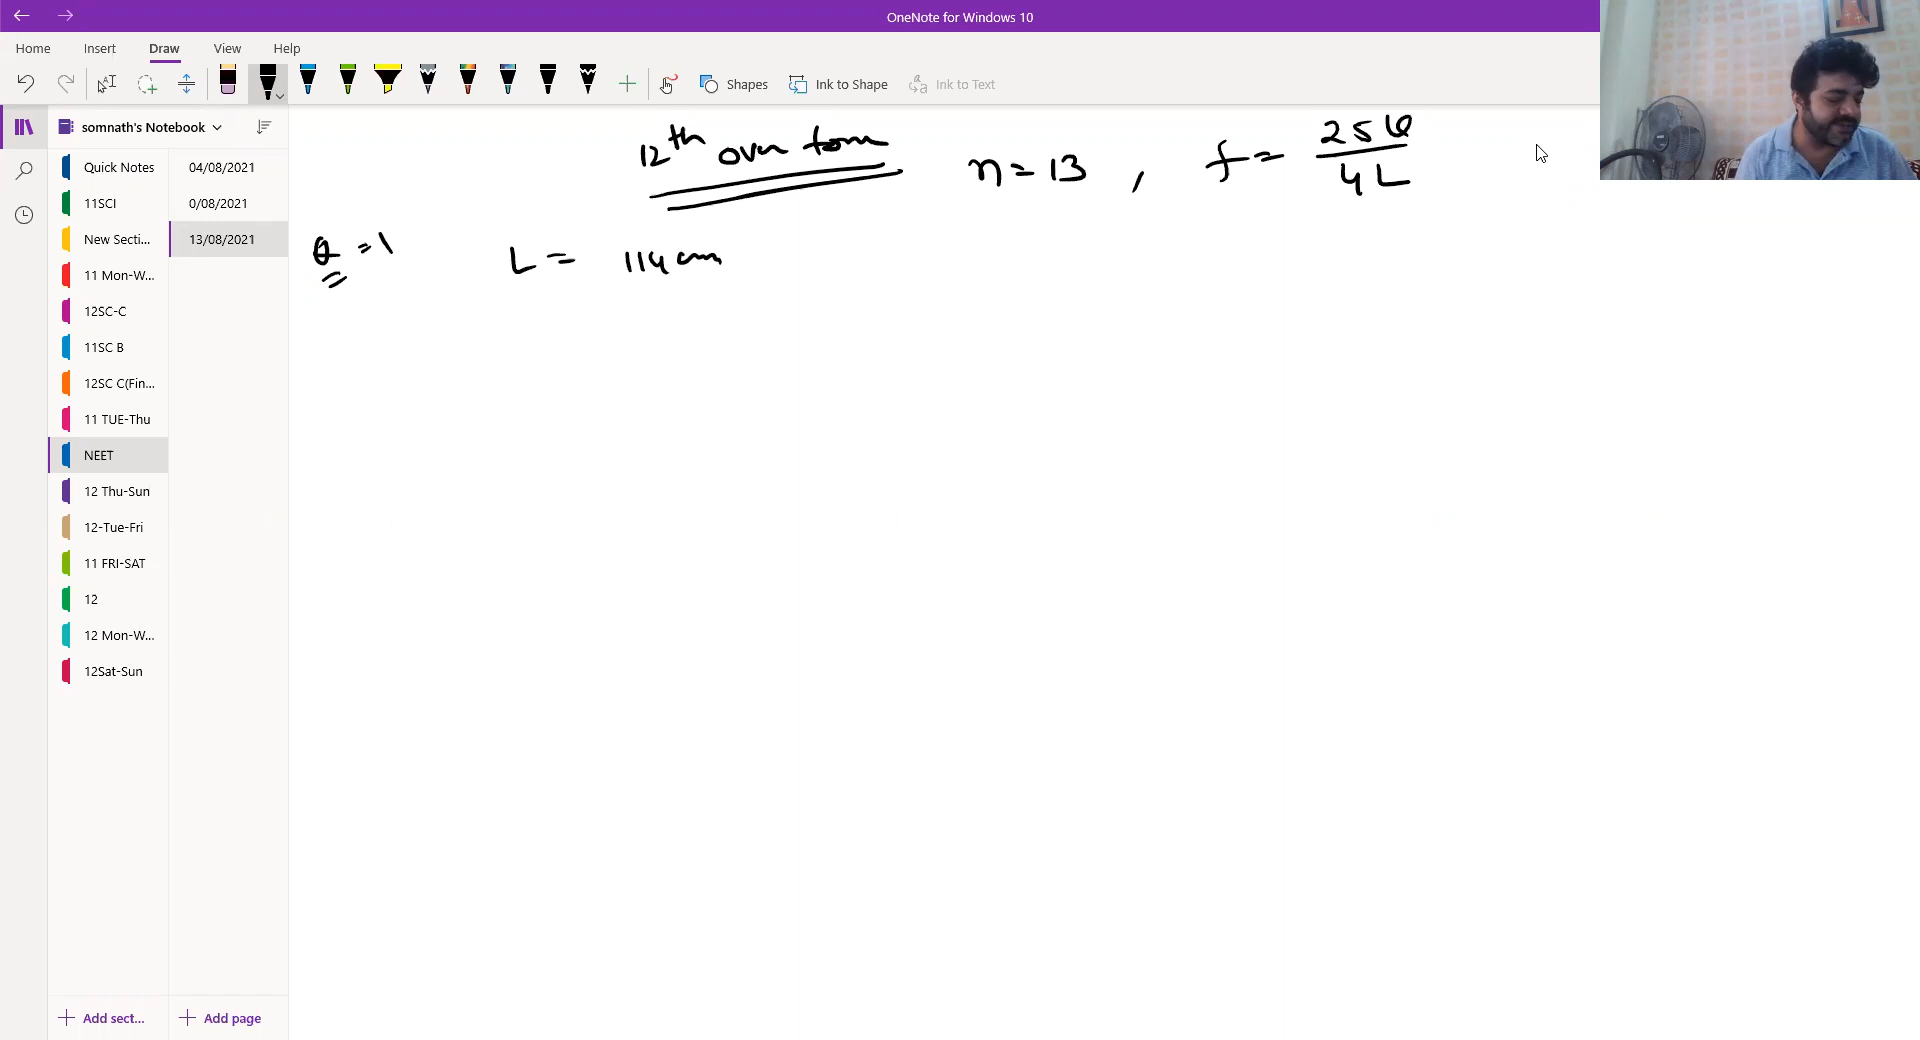 OneNote for Windows 10
Home Insert Draw View Help
Shapes Ink to Shape Ink to Text
somnath's Notebook
Quick Notes
11SCI
New Secti...
11 Mon-W...
12SC-C
11SC B
12SC C(Fin...
11 TUE-Thu
NEET
12 Thu-Sun
12-Tue-Fri
11 FRI-SAT
12
12 Mon-W...
12Sat-Sun
Add sect...
04/08/2021
0/08/2021
13/08/2021
Add page
12th over tone n = 13 , f = 256/4L
Q = 1 L = 114 cm